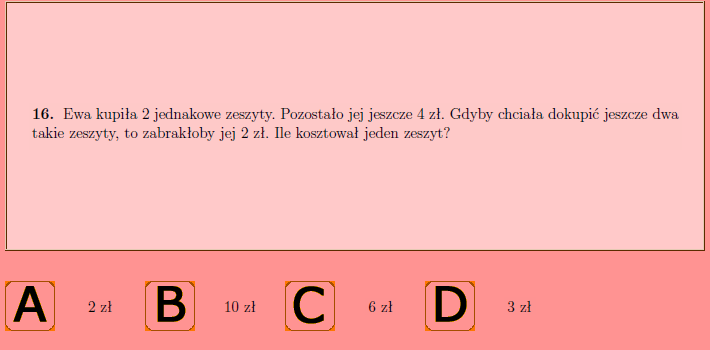 16. Ewa kupiła 2 jednakowe zeszyty. Pozostało jej jeszcze 4 zł. Gdyby chciała dokupić jeszcze dwa
takie zeszyty, to zabrakłoby jej 2 zł. Ile kosztował jeden zeszyt?
A 2 zł B 10 zł C 6 zł D 3 zł